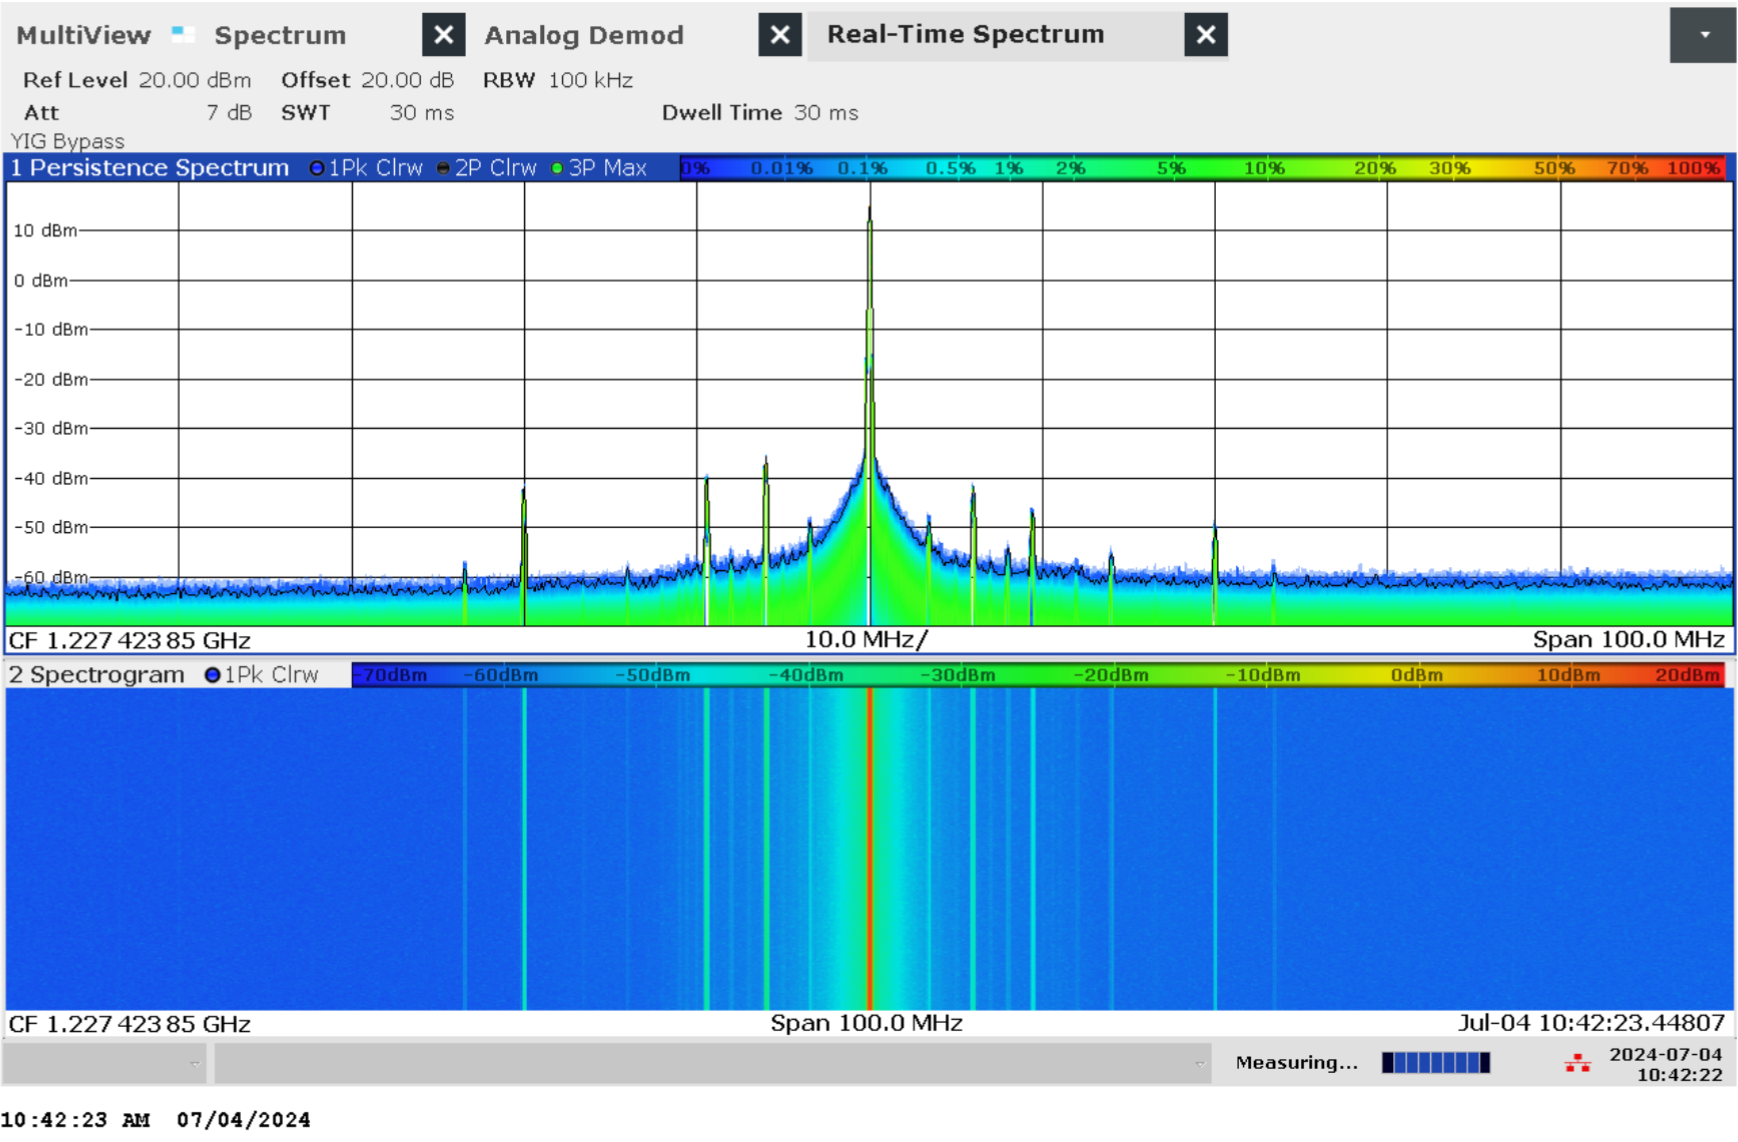 MultiView Spectrum Analog Demod Real-Time Spectrum
Ref Level 20.00 dBm Offset 20.00 dB RBW 100 kHz
Att 7 dB SWT 30 ms Dwell Time 30 ms
YIG Bypass
1 Persistence Spectrum 1Pk Clrw 2P Clrw 3P Max 0% 0.01% 0.1% 0.5% 1% 2% 5% 10% 20% 30% 50% 70% 100%
10 dBm
0 dBm
-10 dBm
-20 dBm
-30 dBm
-40 dBm
-50 dBm
-60 dBm
CF 1.227 423 85 GHz 10.0 MHz/ Span 100.0 MHz
2 Spectrogram 1Pk Clrw -70dBm -60dBm -50dBm -40dBm -30dBm -20dBm -10dBm 0dBm 10dBm 20dBm
CF 1.227 423 85 GHz Span 100.0 MHz Jul-04 10:42:23.44807
Measuring... 2024-07-04
10:42:22
10:42:23 AM 07/04/2024